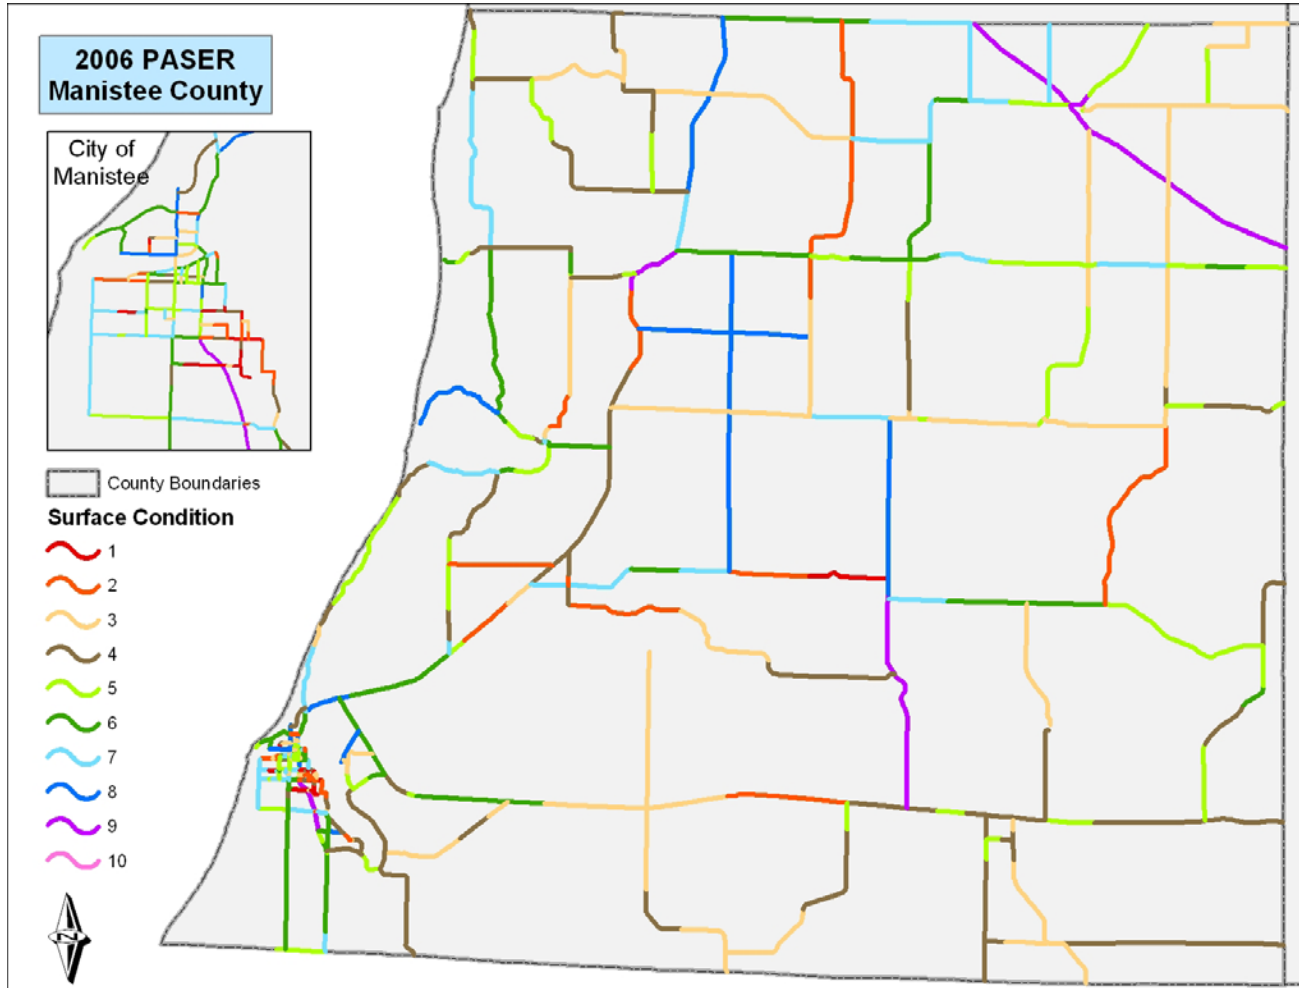 2006 PASER
Manistee County
City of
Manistee
County Boundaries
Surface Condition
1
2
3
4
5
6
7
8
9
10
N